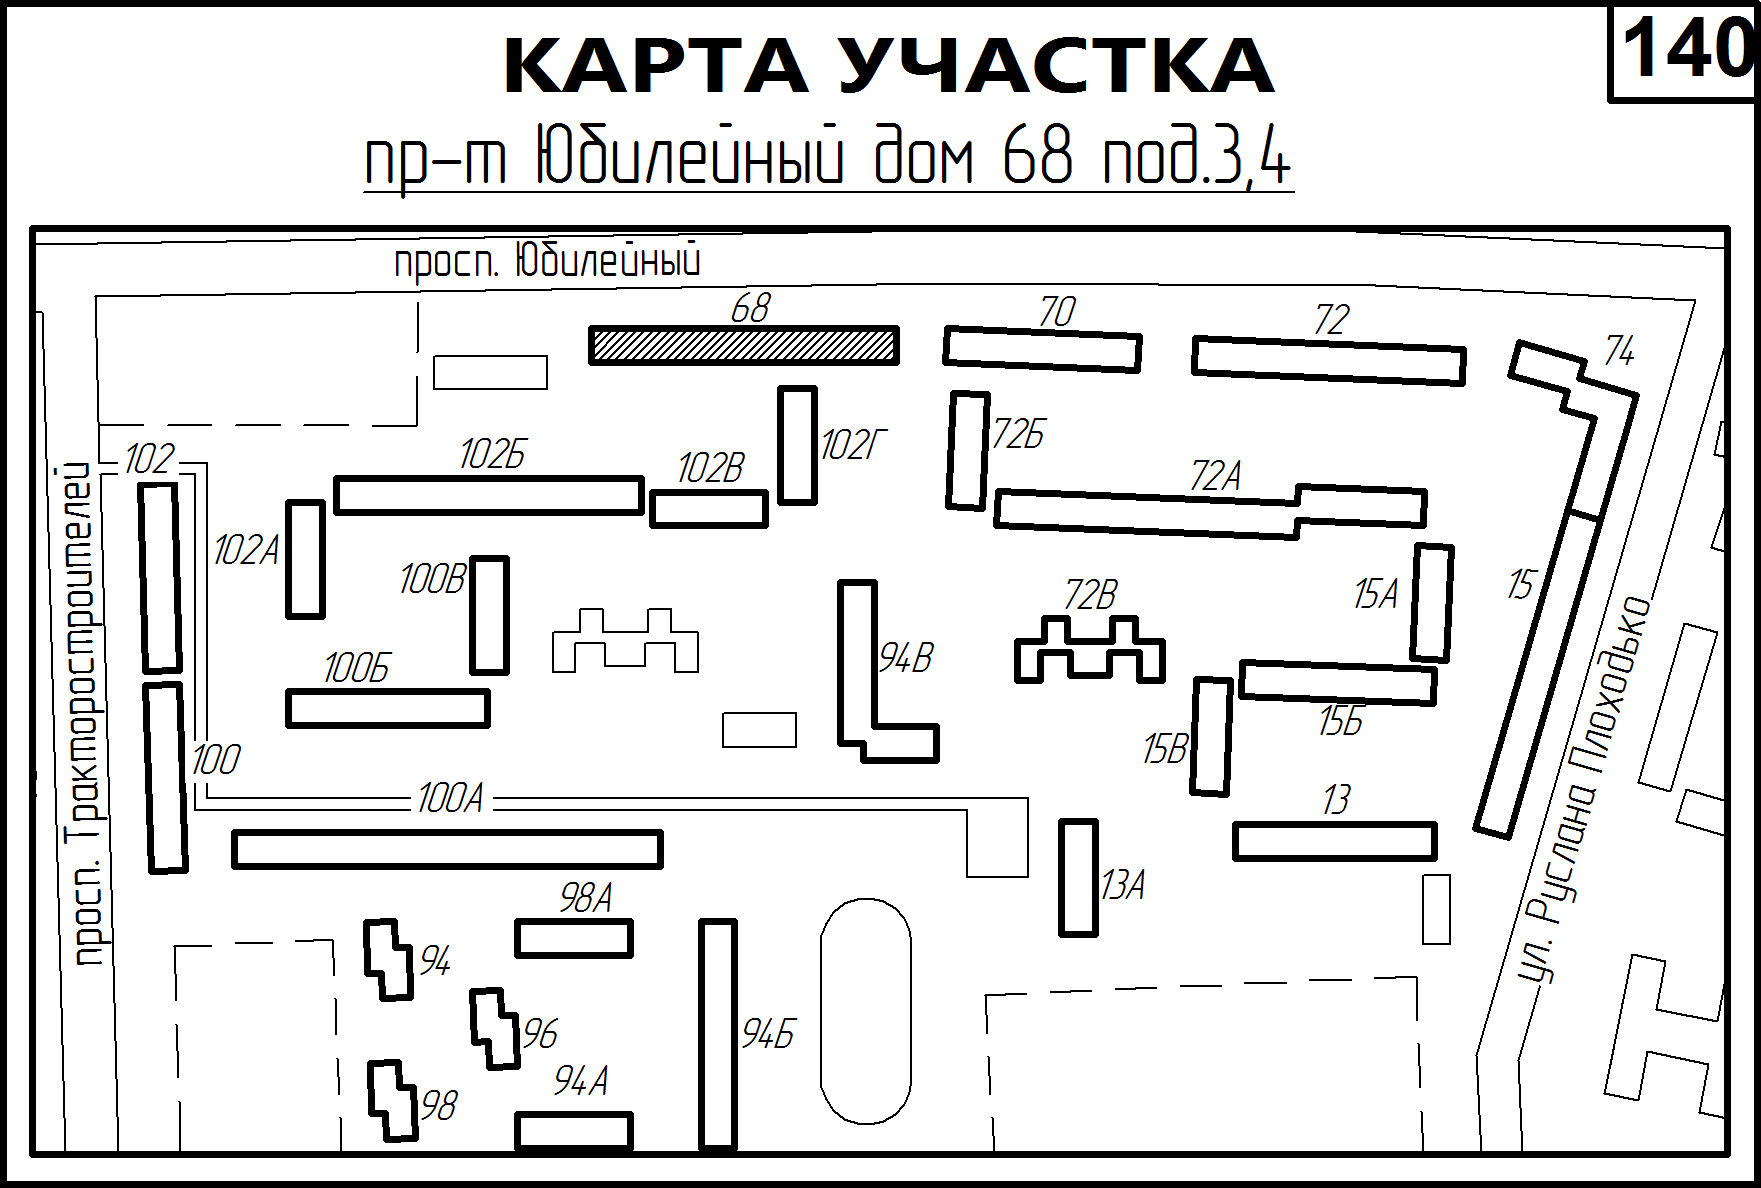 140
КАРТА УЧАСТКА
пр-т Юбилейный дом 68 под.3,4
просп. Юбилейный
68
70
72
74
102
102Б
102В
102Г
72Б
72А
102А
100В
15А
15
72В
94В
100Б
15Б
15В
100
100А
13
13А
98А
94
96
94Б
94А
98
просп. Тракторостроителей
ул. Руслана Плоходько